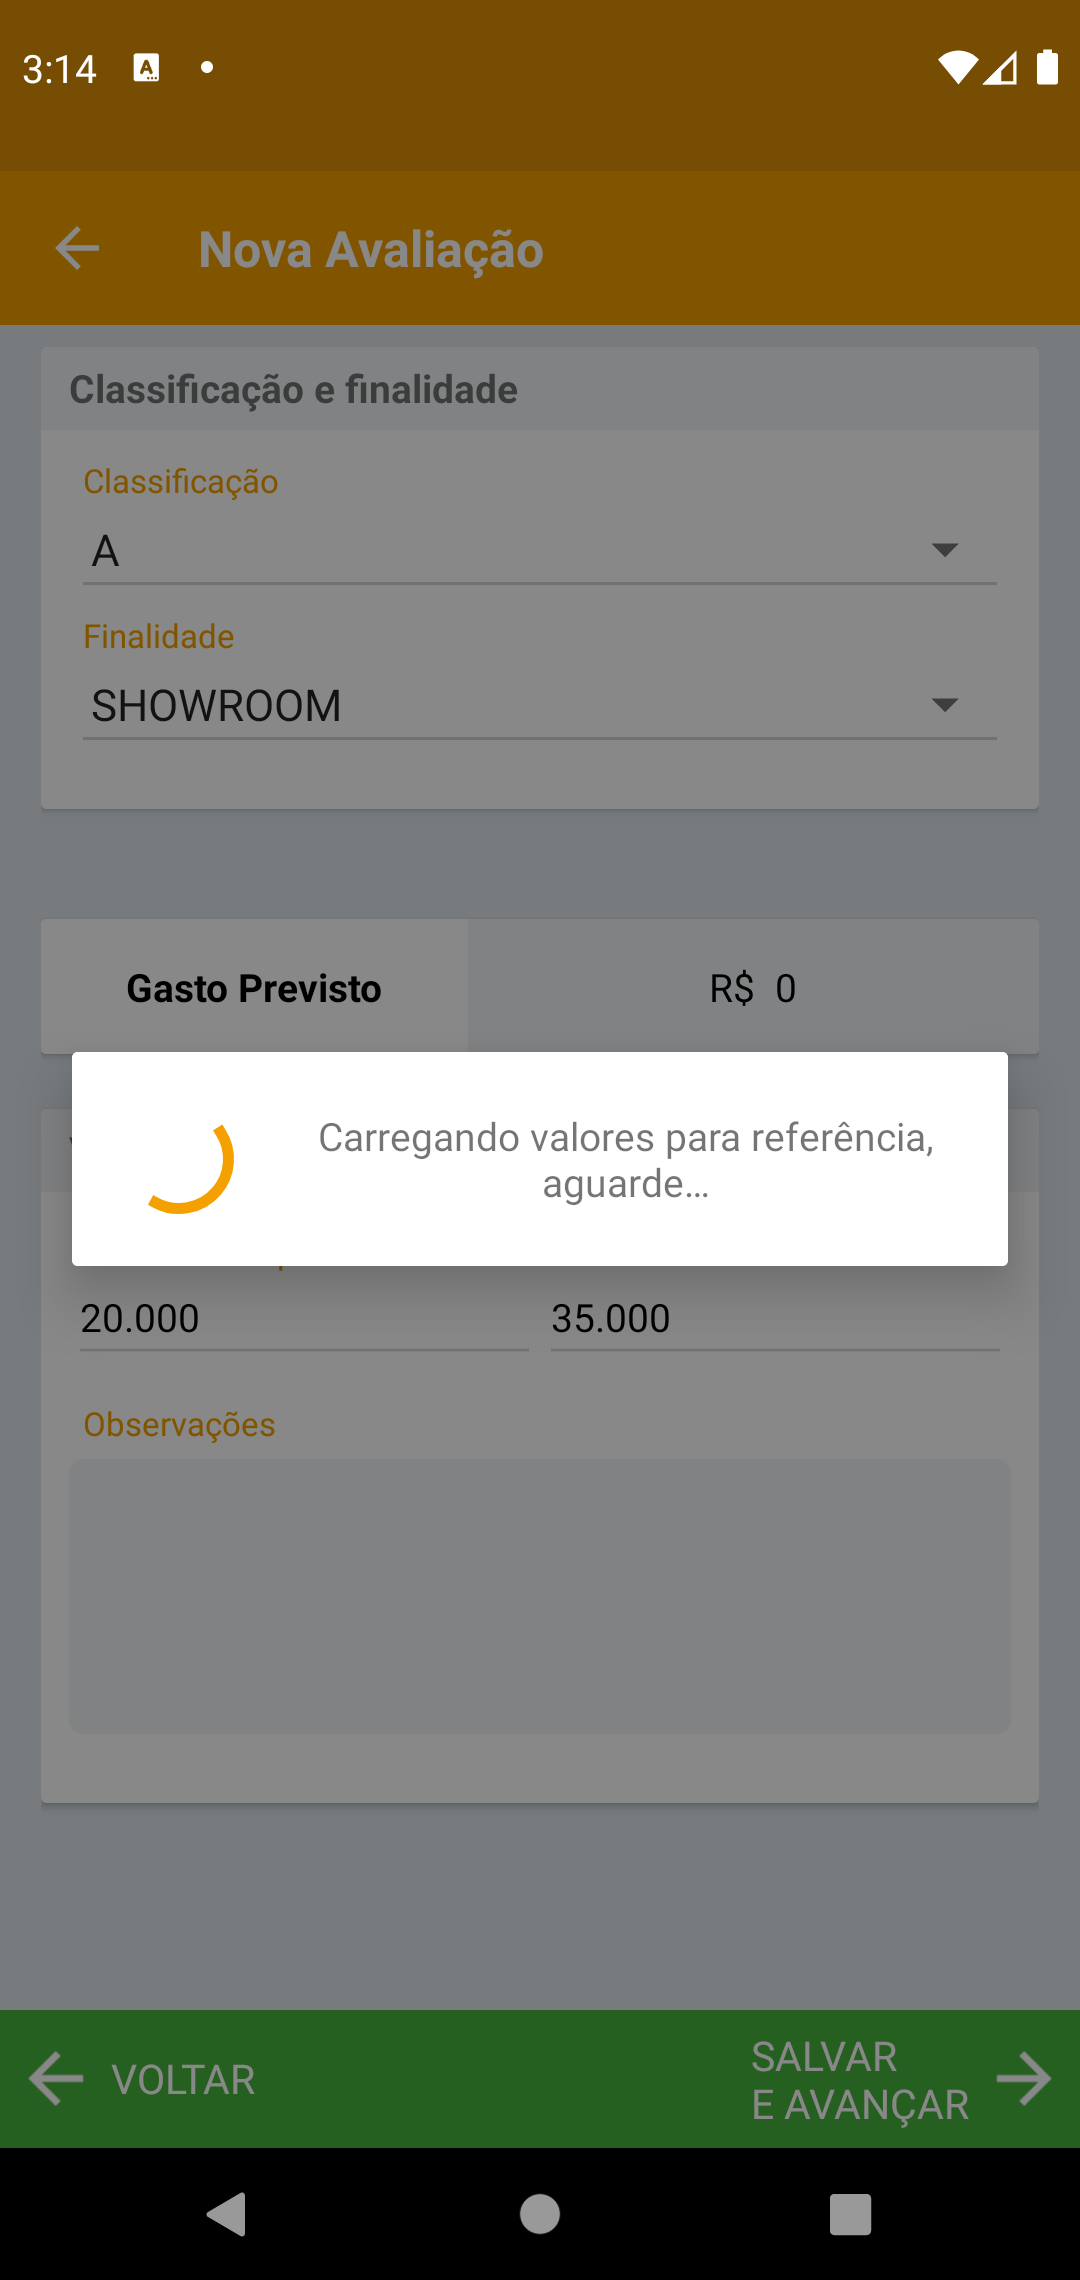 3:14
Nova Avaliação
Classificação e finalidade
Classificação
A
Finalidade
SHOWROOM
Gasto Previsto
R$ 0
Carregando valores para referência,
aguarde...
20.000
35.000
Observações
VOLTAR
SALVAR
E AVANÇAR